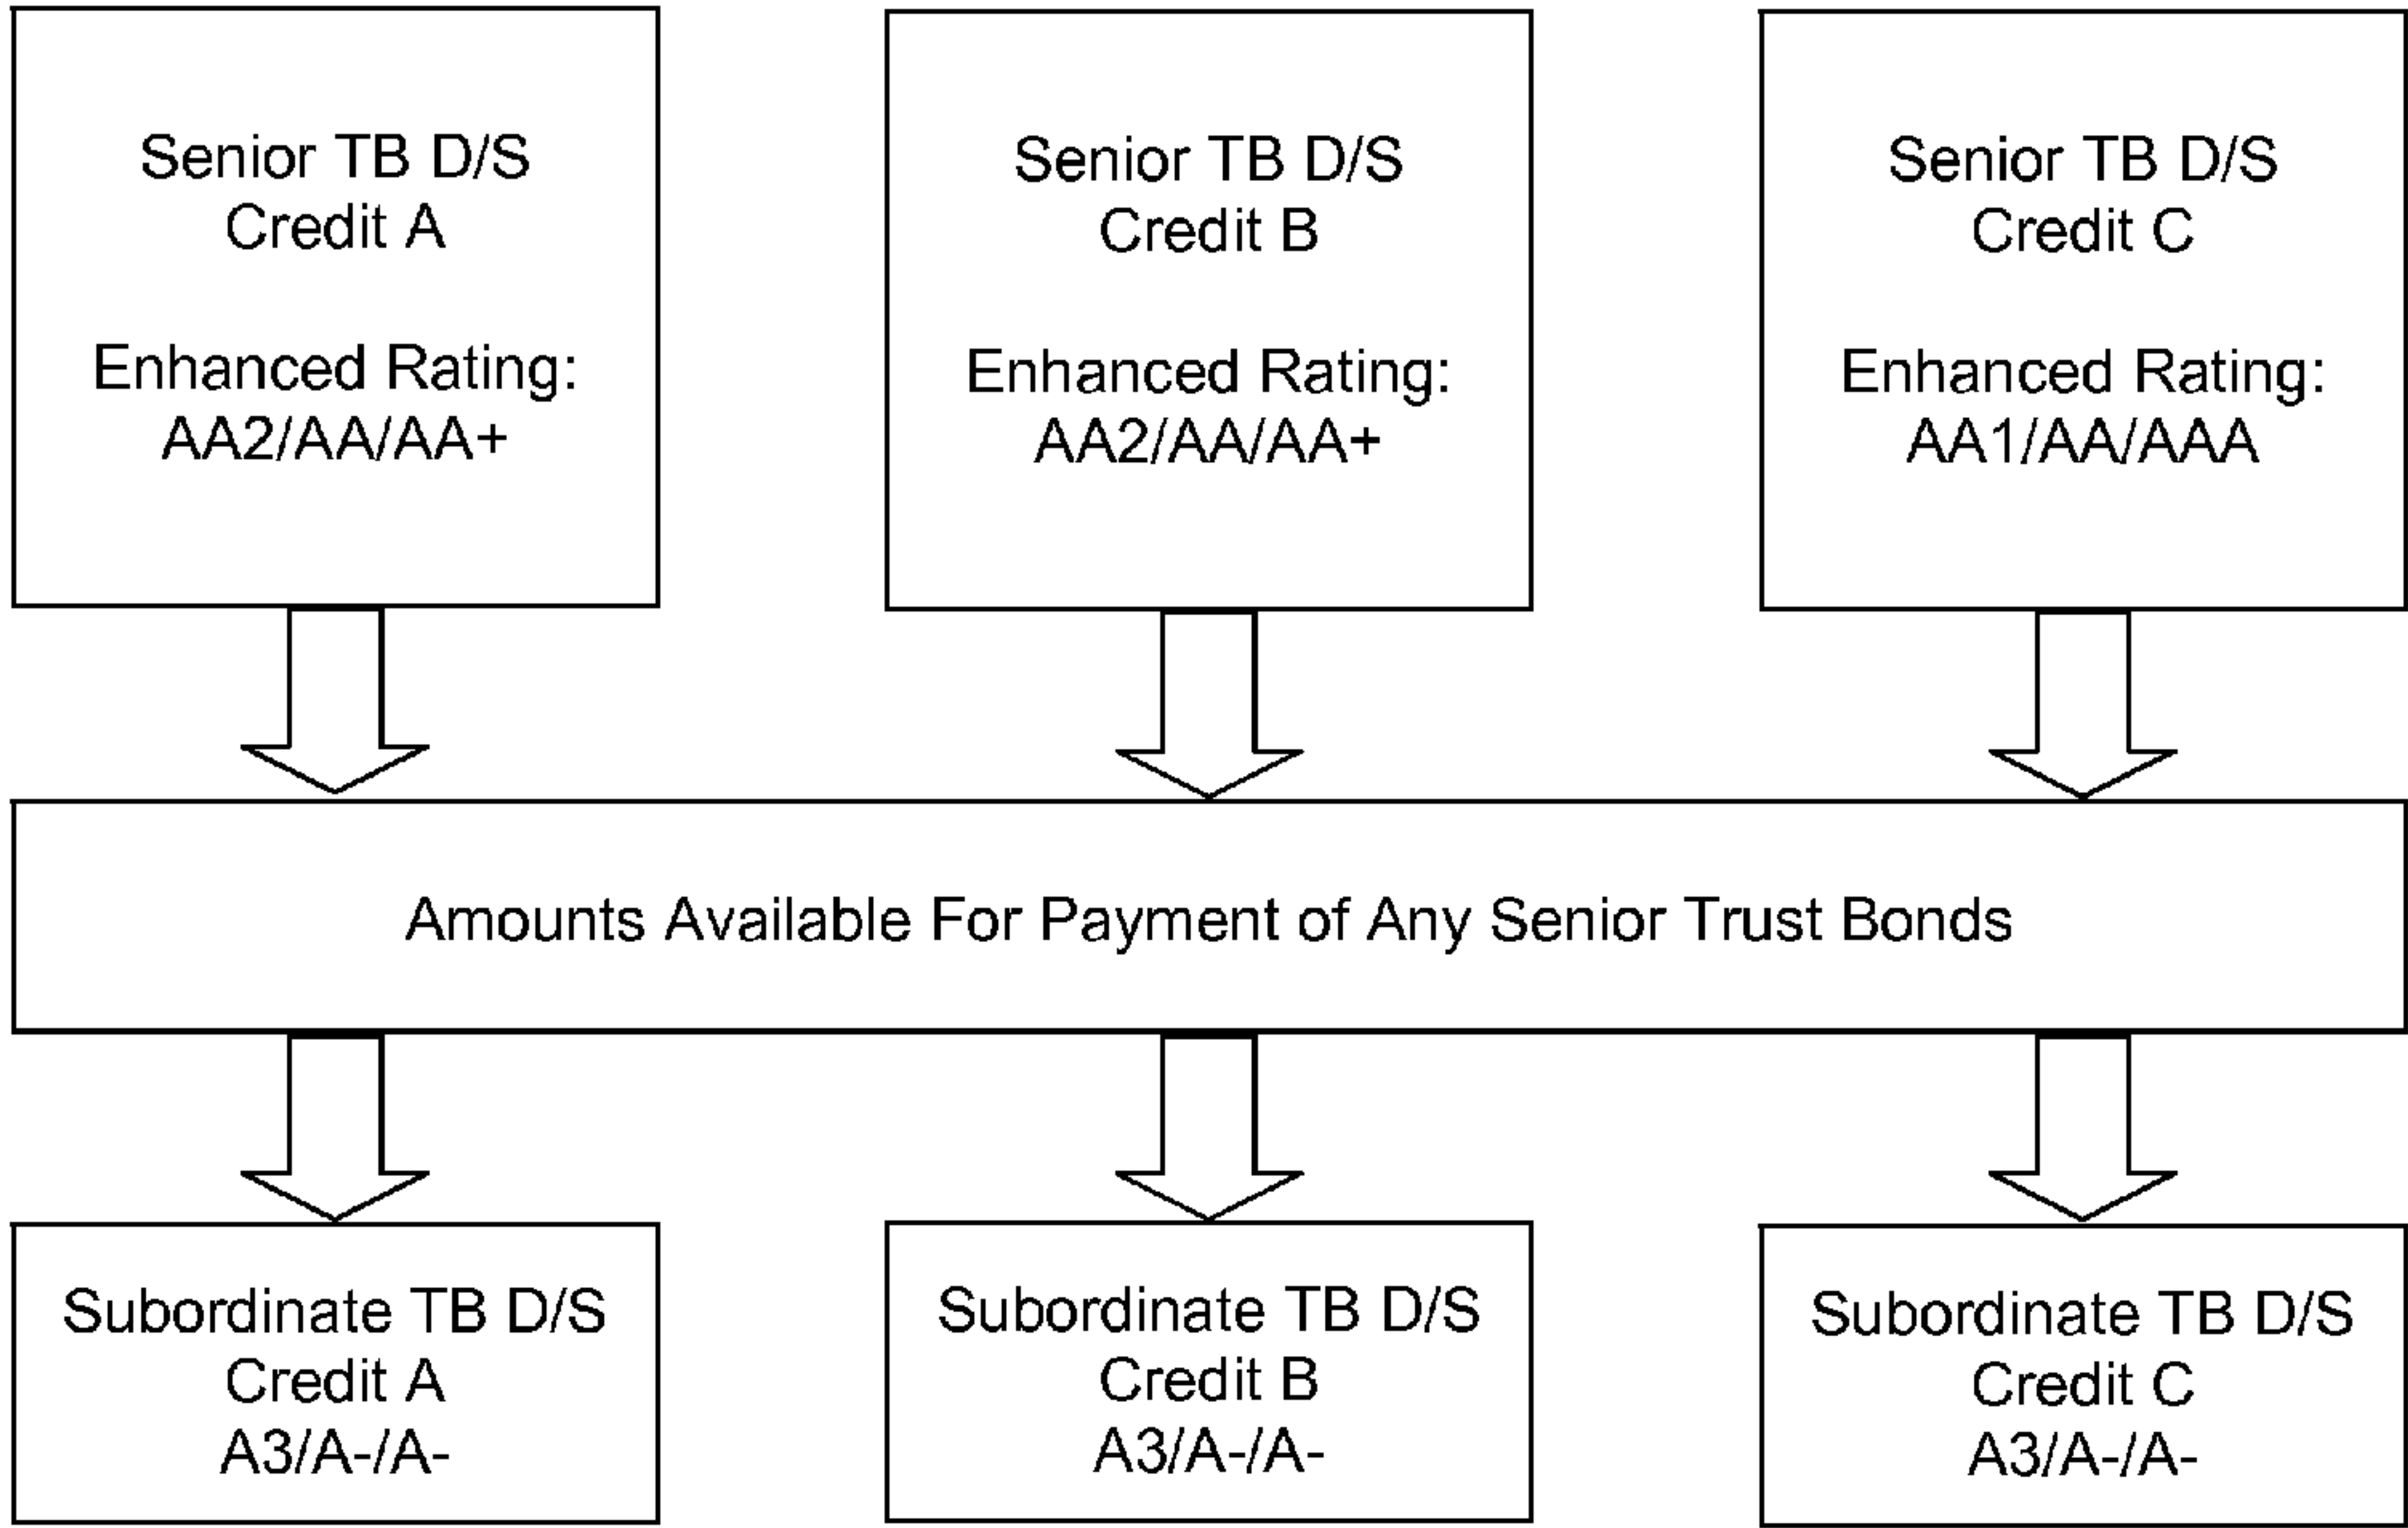 Senior TB D/S
Credit A
Enhanced Rating:
AA2/AA/AA+
Senior TB D/S
Credit B
Enhanced Rating:
AA2/AA/AA+
Senior TB D/S
Credit C
Enhanced Rating:
AA1/AA/AAA
Amounts Available For Payment of Any Senior Trust Bonds
Subordinate TB D/S
Credit A
A3/A-/A-
Subordinate TB D/S
Credit B
A3/A-/A-
Subordinate TB D/S
Credit C
A3/A-/A-